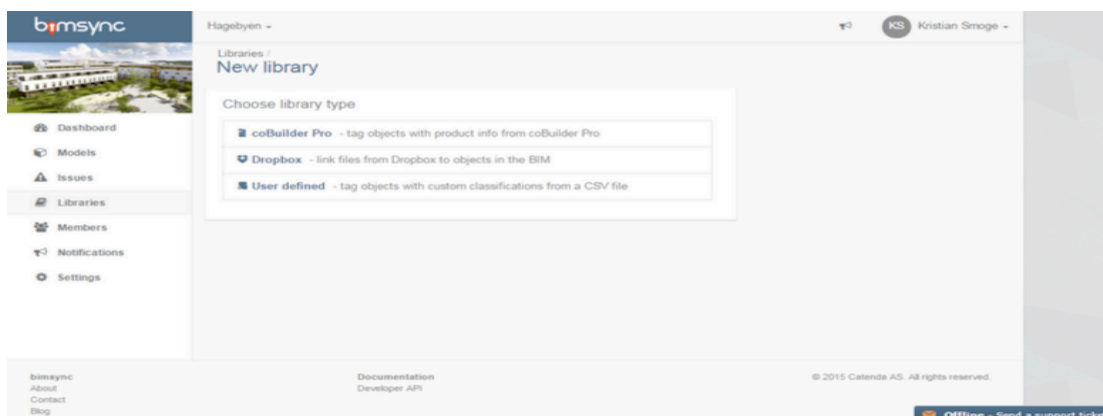 bimsync
Hagebyen
KS Kristian Smoge
Libraries /
New library
Choose library type
coBuilder Pro - tag objects with product info from coBuilder Pro
Dropbox - link files from Dropbox to objects in the BIM
User defined - tag objects with custom classifications from a CSV file
Dashboard
Models
Issues
Libraries
Members
Notifications
Settings
bimsync
About
Contact
Blog
Documentation
Developer API
© 2015 Catenda AS. All rights reserved.
Offline - Send a support ticke